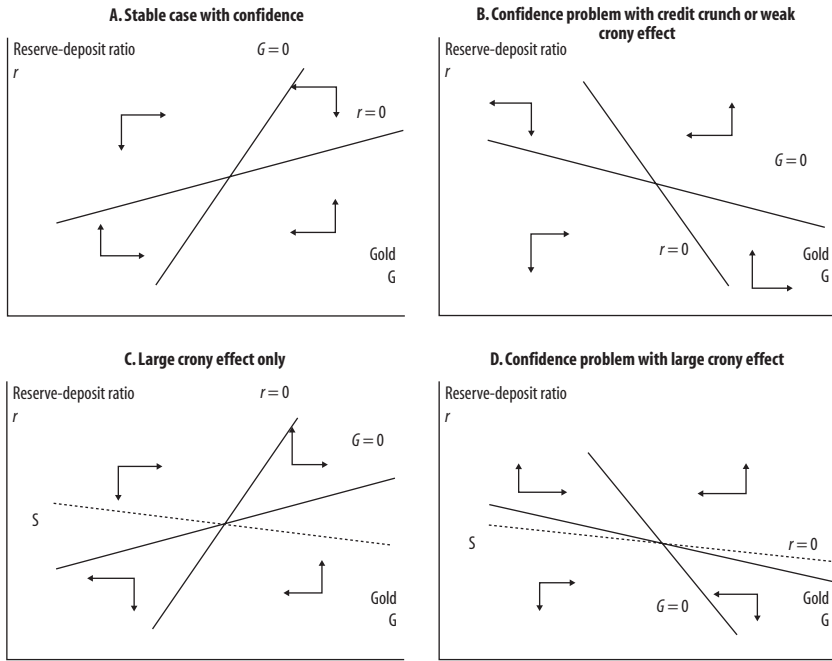 A. Stable case with confidence
Reserve-deposit ratio
r
G = 0
r = 0
Gold
G
B. Confidence problem with credit crunch or weak
crony effect
Reserve-deposit ratio
r
G = 0
r = 0
Gold
G
C. Large crony effect only
Reserve-deposit ratio
r
r = 0
G = 0
S
Gold
G
D. Confidence problem with large crony effect
Reserve-deposit ratio
r
S
r = 0
G = 0
Gold
G